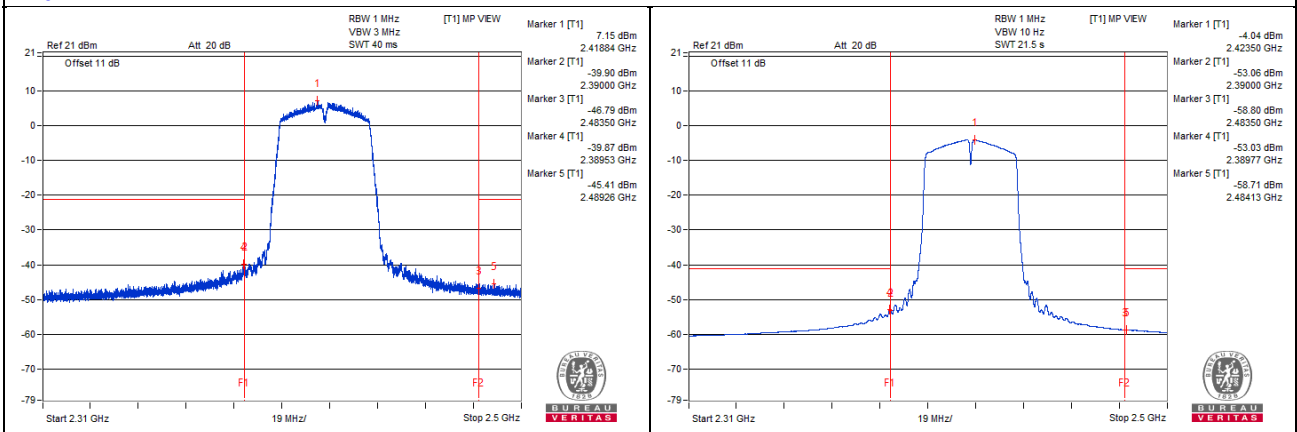 RBW 1 MHz [T1] MP VIEW
VBW 3 MHz
Ref 21 dBm Att 20 dB SWT 40 ms
Offset 11 dB
21
10
0
-10
-20
-30
-40
-50
-60
-70
-79
1
2
3
5
F1
F2
Start 2.31 GHz 19 MHz/ Stop 2.5 GHz
Marker 1 [T1]
7.15 dBm
2.41884 GHz
Marker 2 [T1]
-39.90 dBm
2.39000 GHz
Marker 3 [T1]
-46.79 dBm
2.48350 GHz
Marker 4 [T1]
-39.87 dBm
2.38953 GHz
Marker 5 [T1]
-45.41 dBm
2.48926 GHz
BUREAU VERITAS
1828
BUREAU
VERITAS
RBW 1 MHz [T1] MP VIEW
VBW 10 Hz
Ref 21 dBm Att 20 dB SWT 21.5 s
Offset 11 dB
21
10
0
-10
-20
-30
-40
-50
-60
-70
-79
1
F1
F2
Start 2.31 GHz 19 MHz/ Stop 2.5 GHz
Marker 1 [T1]
-4.04 dBm
2.42350 GHz
Marker 2 [T1]
-53.06 dBm
2.39000 GHz
Marker 3 [T1]
-58.80 dBm
2.48350 GHz
Marker 4 [T1]
-53.03 dBm
2.38977 GHz
Marker 5 [T1]
-58.71 dBm
2.48413 GHz
BUREAU VERITAS
1828
BUREAU
VERITAS